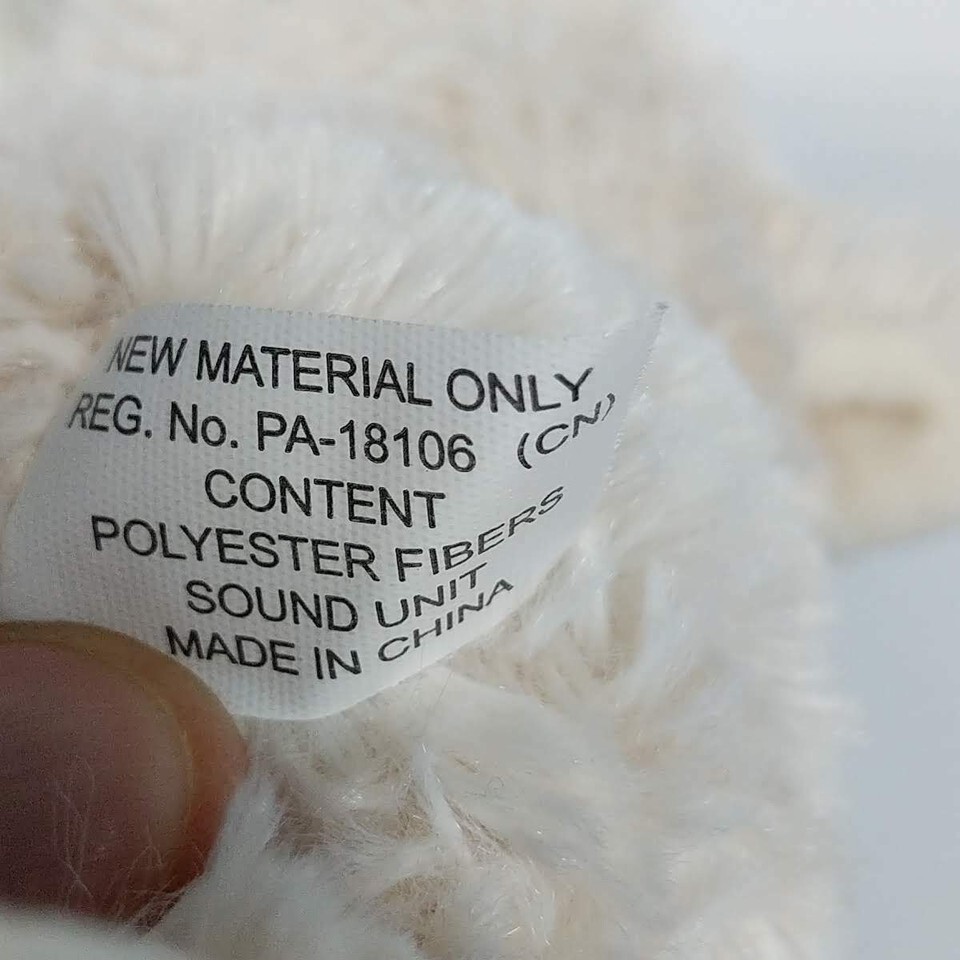 NEW MATERIAL ONLY
REG. No. PA-18106 (CN)
CONTENT
POLYESTER FIBERS
SOUND UNIT
MADE IN CHINA